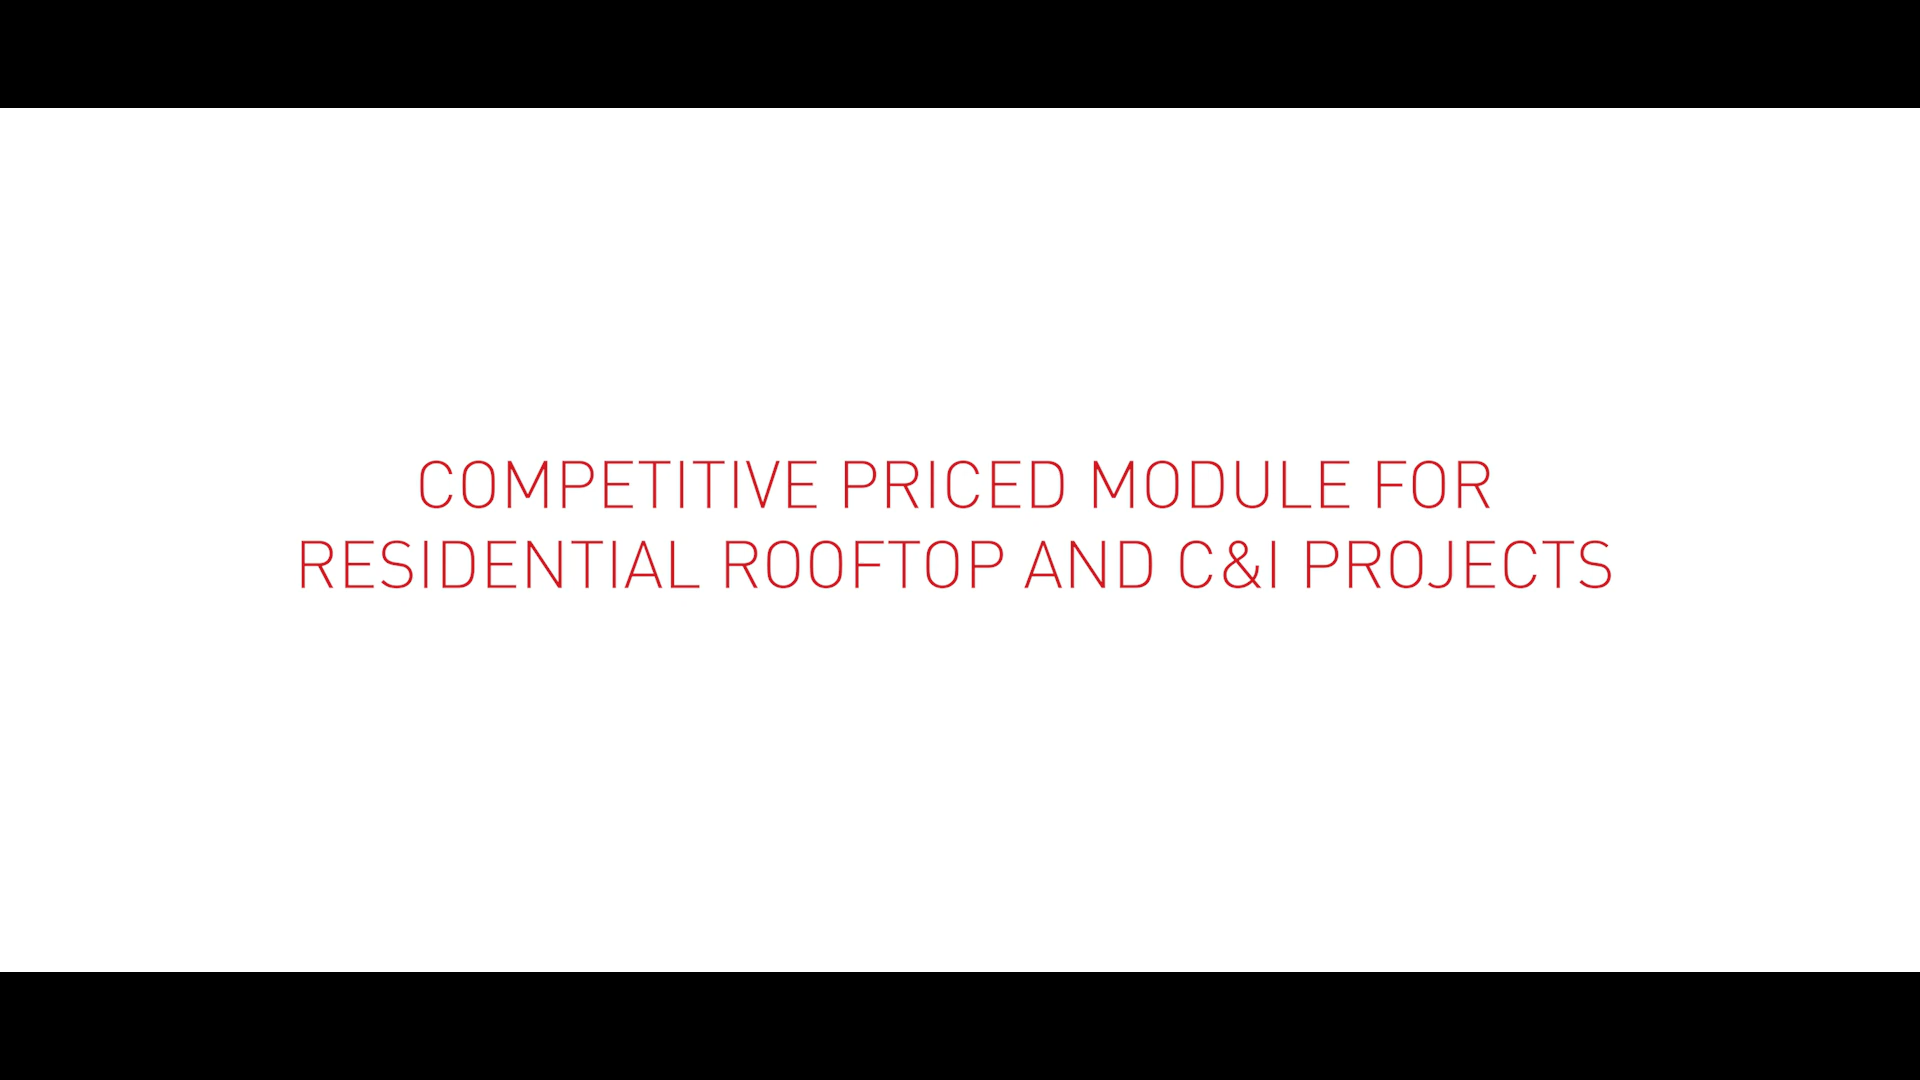 COMPETITIVE PRICED MODULE FOR
RESIDENTIAL ROOFTOP AND C&I PROJECTS